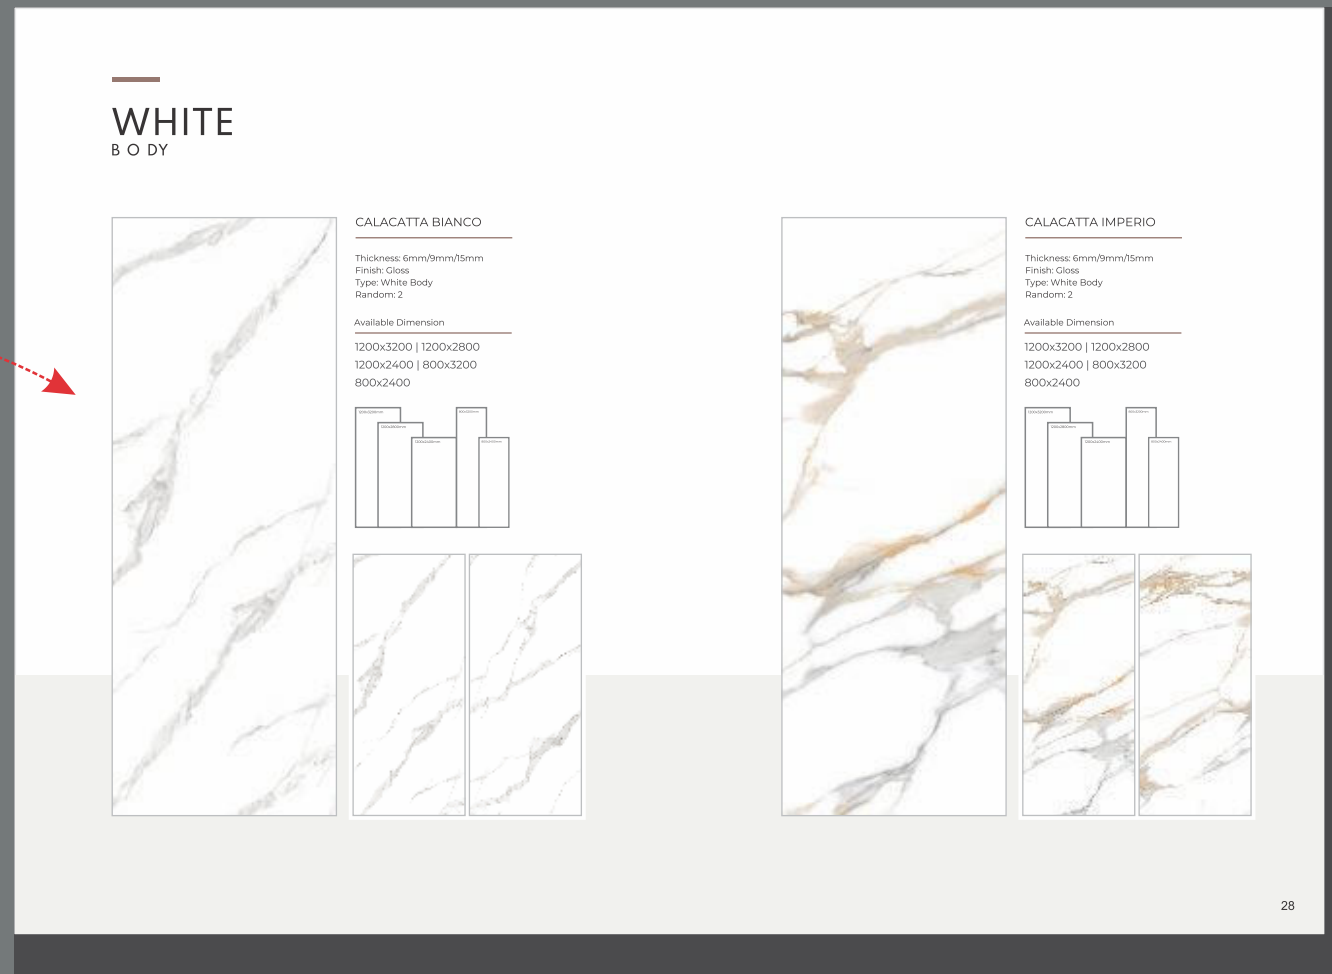 WHITE
B O DY
CALACATTA BIANCO
Thickness: 6mm/9mm/15mm
Finish: Gloss
Type: White Body
Random: 2
Available Dimension
1200x3200 | 1200x2800
1200x2400 | 800x3200
800x2400
CALACATTA IMPERIO
Thickness: 6mm/9mm/15mm
Finish: Gloss
Type: White Body
Random: 2
Available Dimension
1200x3200 | 1200x2800
1200x2400 | 800x3200
800x2400
28